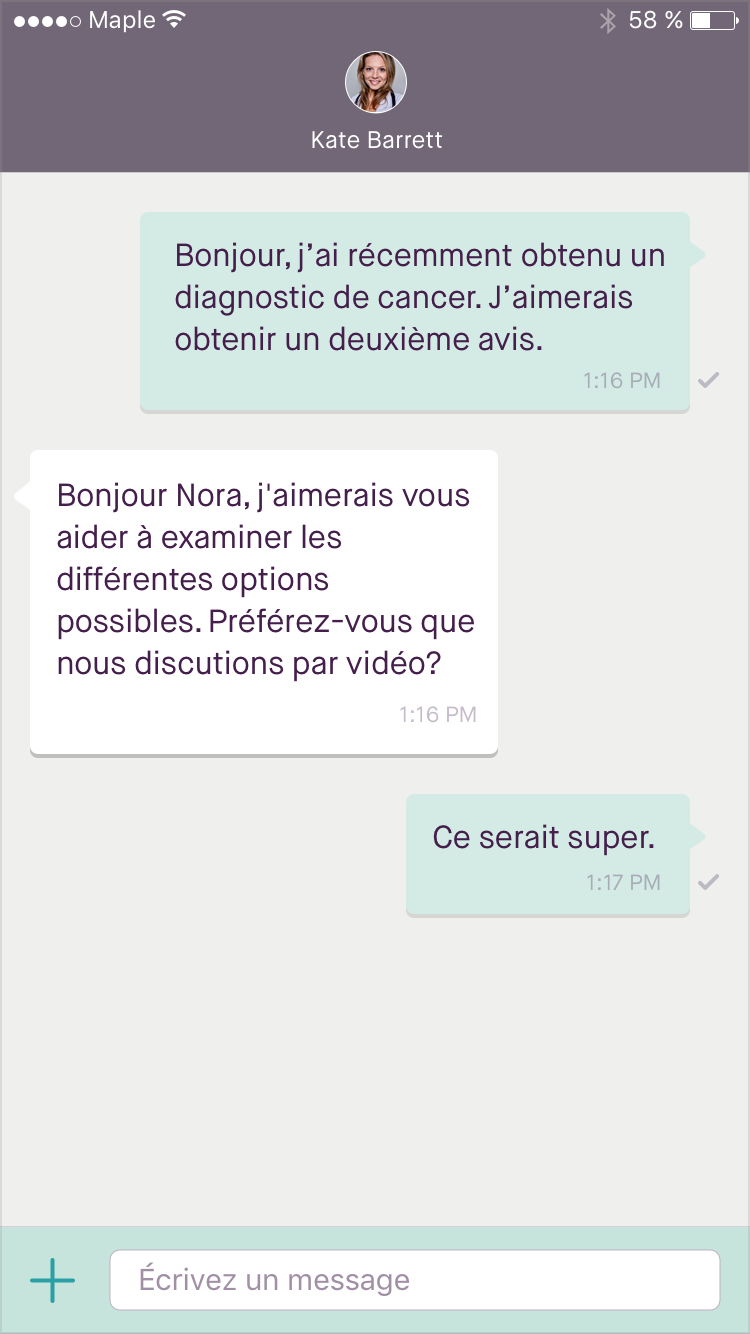 Maple 58 %
Kate Barrett
Bonjour, j’ai récemment obtenu un
diagnostic de cancer. J’aimerais
obtenir un deuxième avis.
1:16 PM
Bonjour Nora, j'aimerais vous
aider à examiner les
différentes options
possibles. Préférez-vous que
nous discutions par vidéo?
1:16 PM
Ce serait super.
1:17 PM
Écrivez un message